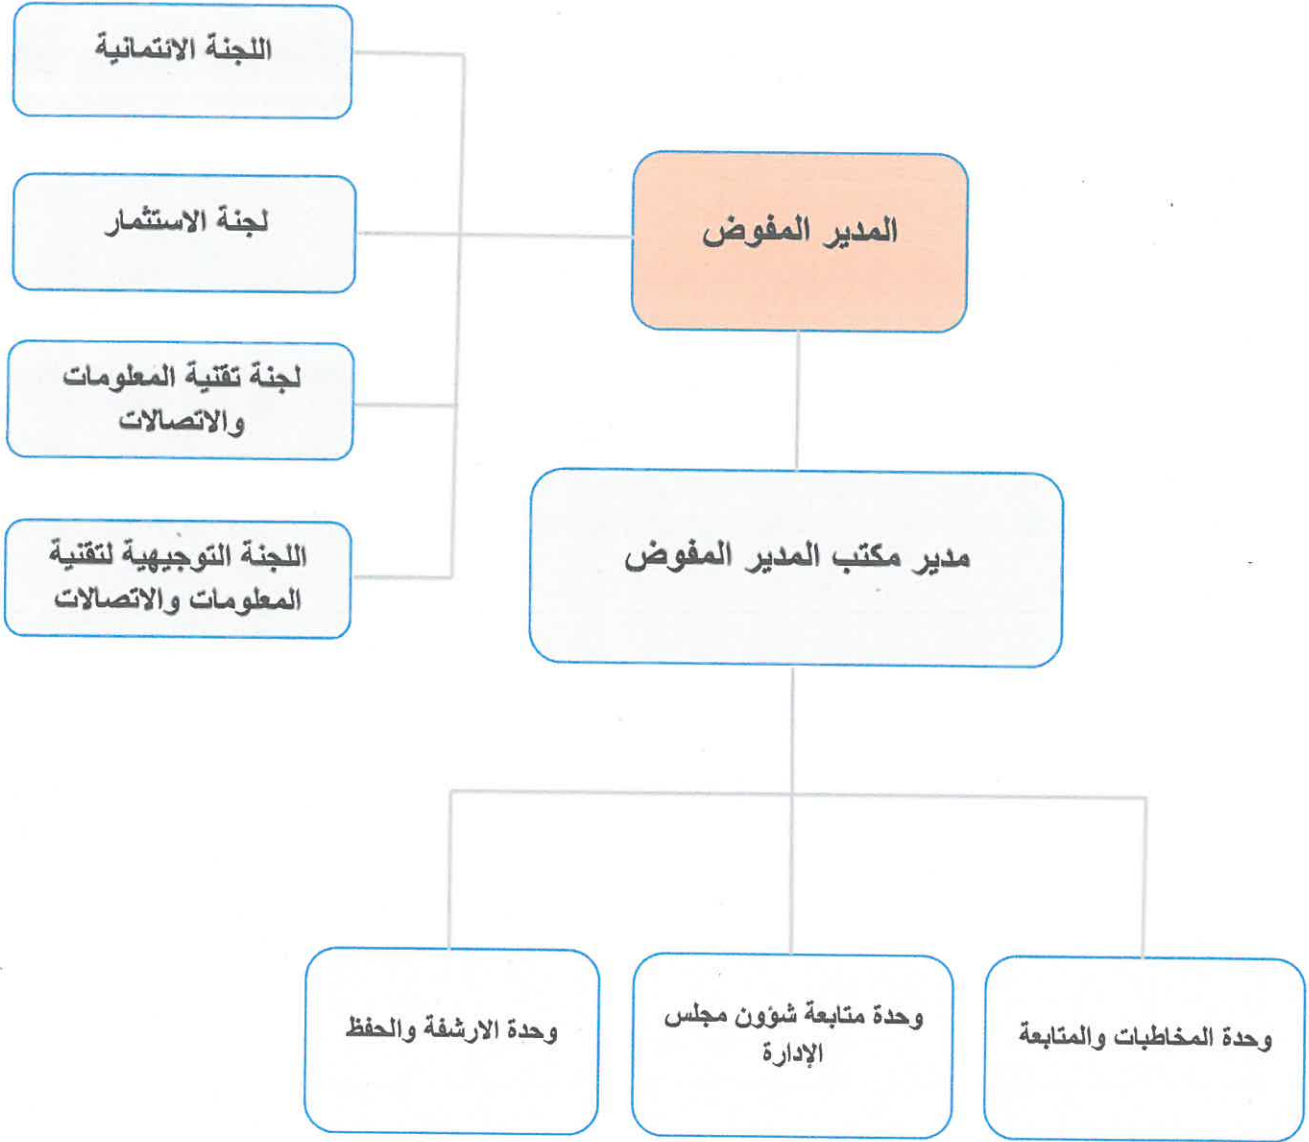 اللجنة الائتمانية
لجنة الاستثمار
المدير المفوض
لجنة تقنية المعلومات
والاتصالات
اللجنة التوجيهية لتقنية
المعلومات والاتصالات
مدير مكتب المدير المفوض
وحدة المخاطبات والمتابعة
وحدة متابعة شؤون مجلس
الإدارة
وحدة الارشفة والحفظ